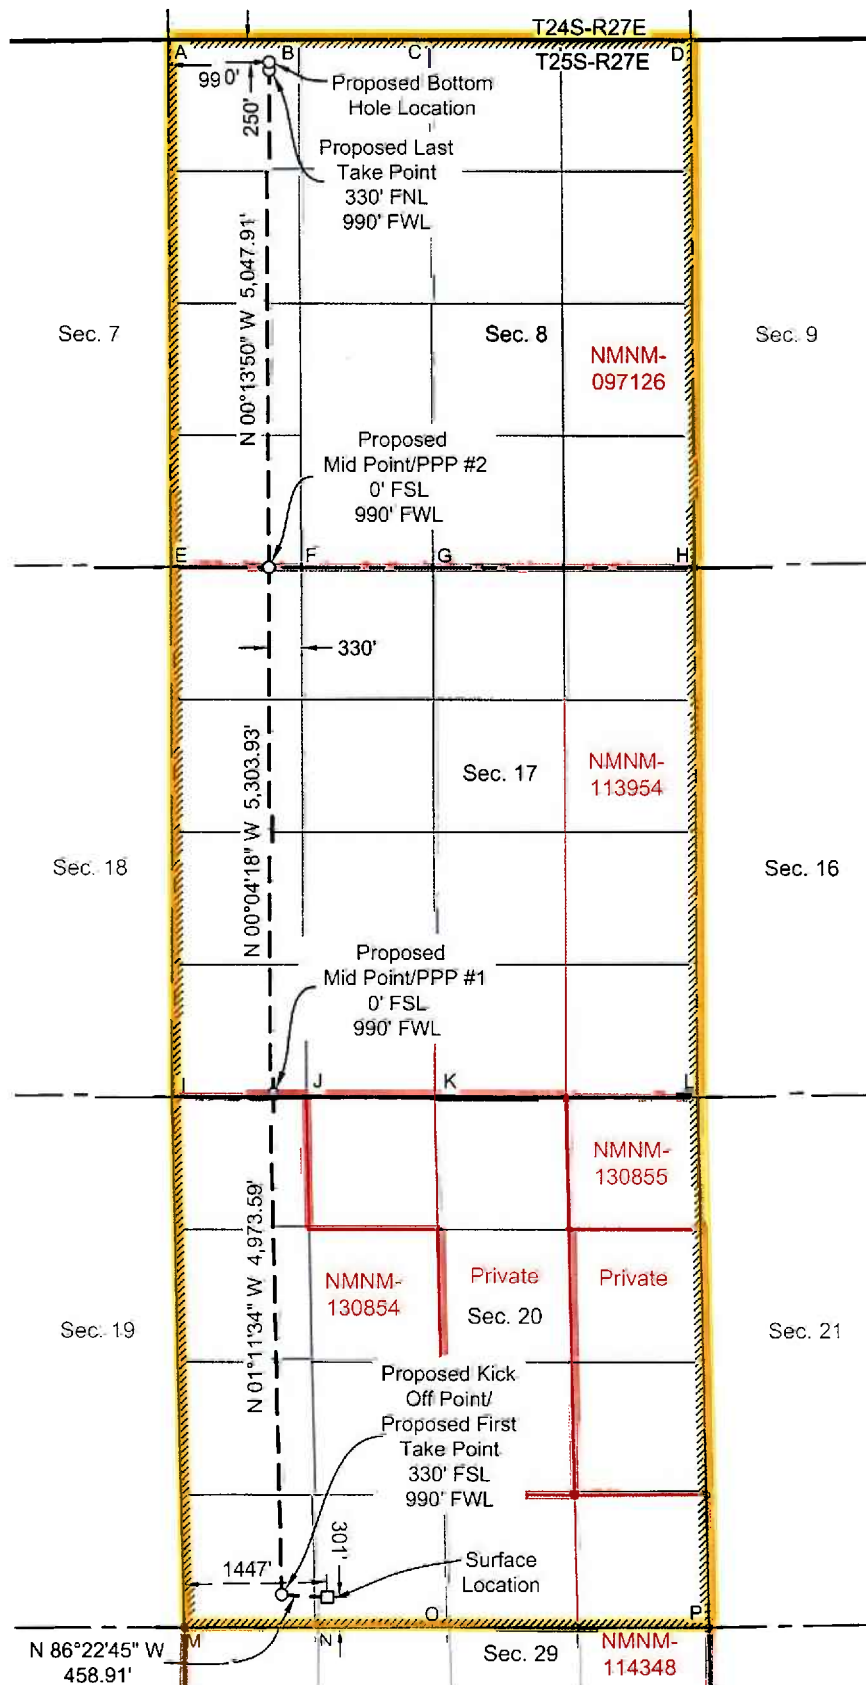 T24S-R27E
A B C D
T25S-R27E
990'
250'
Proposed Bottom
Hole Location
Proposed Last
Take Point
330' FNL
990' FWL
N 00°13'50" W 5,047.91'
Sec. 7
Sec. 8
Sec. 9
NMNM-
097126
Proposed
Mid Point/PPP #2
0' FSL
990' FWL
E F G H
330'
N 00°04'18" W 5,303.93'
Sec. 17
NMNM-
113954
Sec. 18
Sec. 16
Proposed
Mid Point/PPP #1
0' FSL
990' FWL
I J K L
NMNM-
130855
N 01°11'34" W 4,973.59'
NMNM-
130854
Private
Private
Sec. 19
Sec. 20
Sec. 21
Proposed Kick
Off Point/
Proposed First
Take Point
330' FSL
990' FWL
301'
1447'
Surface
Location
M N O P
N 86°22'45" W
458.91'
Sec. 29
NMNM-
114348